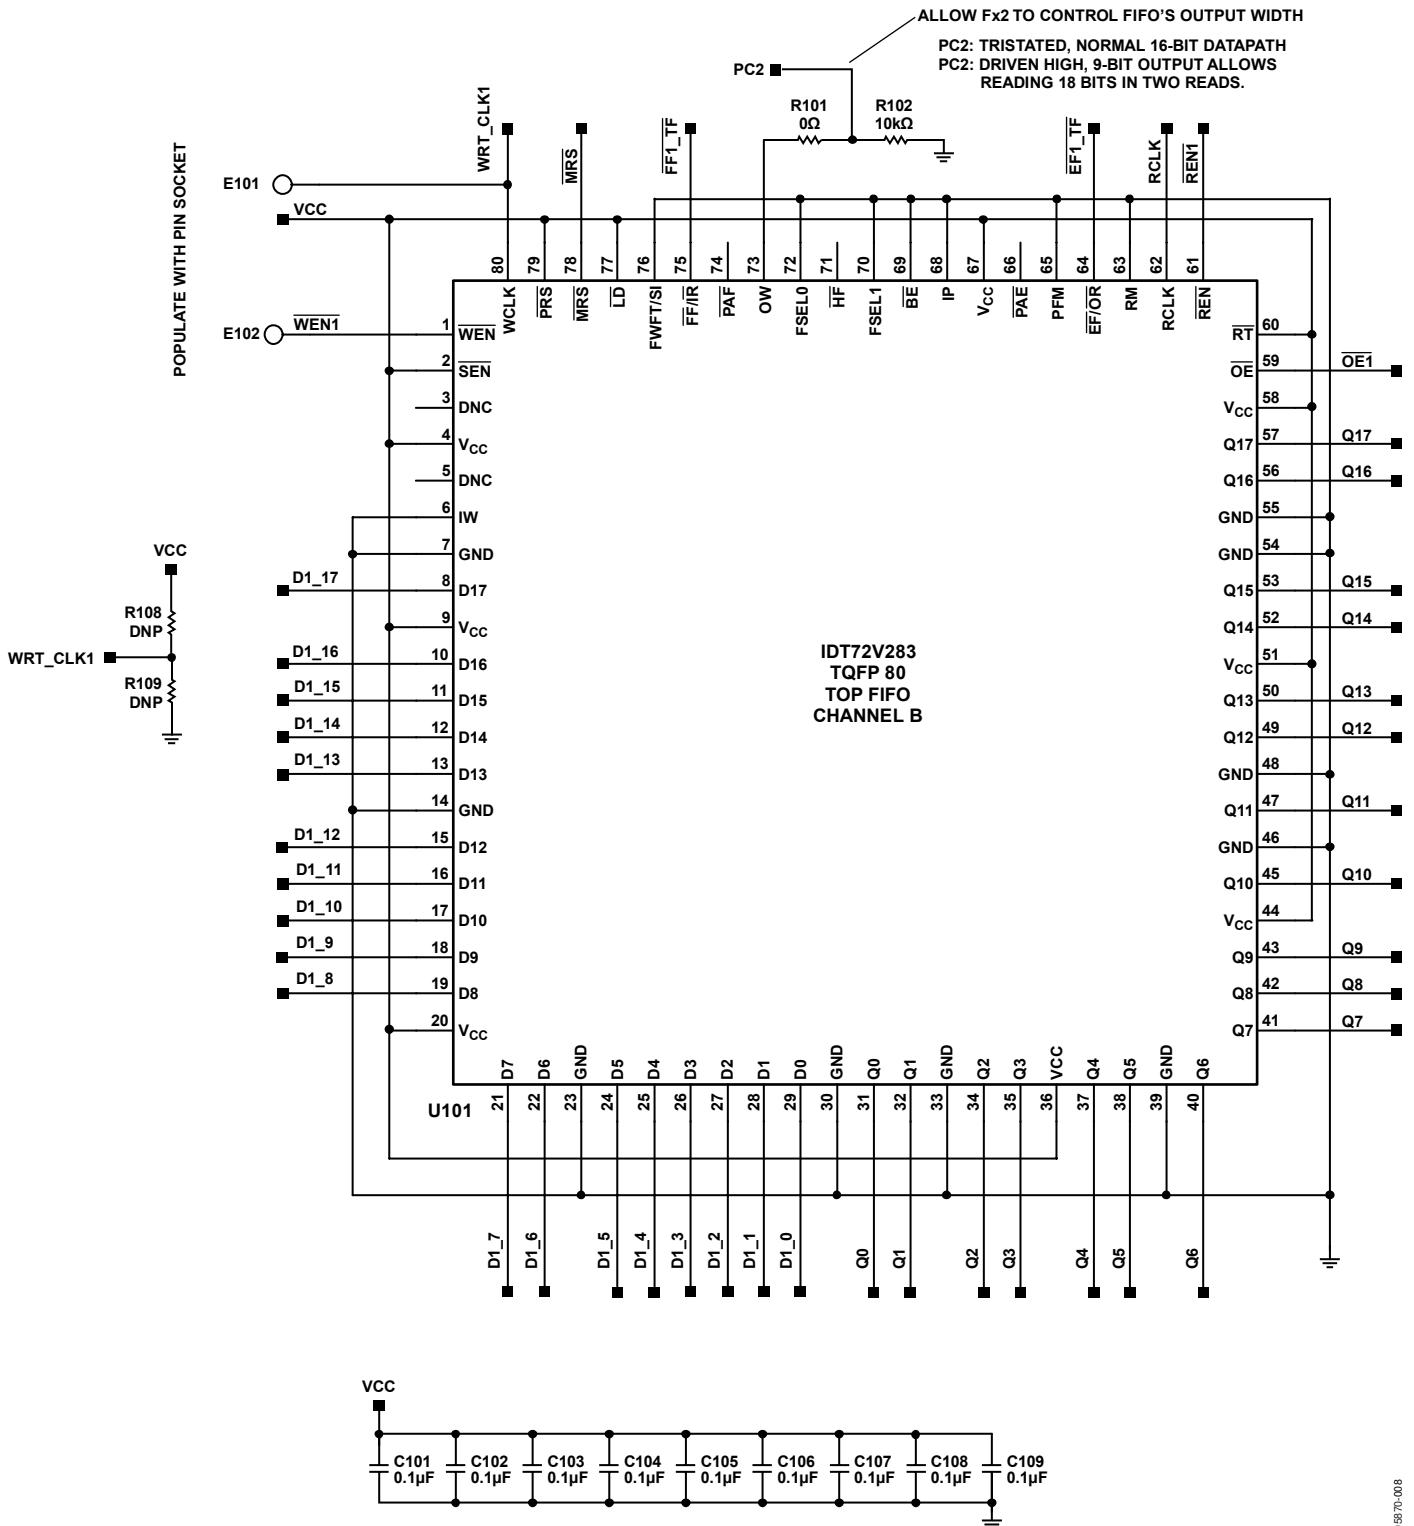 ALLOW Fx2 TO CONTROL FIFO'S OUTPUT WIDTH
PC2: TRISTATED, NORMAL 16-BIT DATAPATH
PC2: DRIVEN HIGH, 9-BIT OUTPUT ALLOWS
READING 18 BITS IN TWO READS.
PC2
R101
0Ω
R102
10kΩ
WRT_CLK1
MRS
FF1_TF
EF1_TF
RCLK
REN1
POPULATE WITH PIN SOCKET
E101
VCC
E102
WEN1
80 WCLK
79 PRS
78 MRS
77 LD
76 FWFT/SI
75 FF/IR
74 PAF
73 OW
72 FSEL0
71 HF
70 FSEL1
69 BE
68 IP
67 VCC
66 PAE
65 PFM
64 EF/OR
63 RM
62 RCLK
61 REN
1 WEN
2 SEN
3 DNC
4 VCC
5 DNC
6 IW
7 GND
D1_17 8 D17
9 VCC
D1_16 10 D16
D1_15 11 D15
D1_14 12 D14
D1_13 13 D13
14 GND
D1_12 15 D12
D1_11 16 D11
D1_10 17 D10
D1_9 18 D9
D1_8 19 D8
20 VCC
VCC
R108
DNP
WRT_CLK1
R109
DNP
IDT72V283
TQFP 80
TOP FIFO
CHANNEL B
RT 60
OE 59 OE1
VCC 58
Q17 57 Q17
Q16 56 Q16
GND 55
GND 54
Q15 53 Q15
Q14 52 Q14
VCC 51
Q13 50 Q13
Q12 49 Q12
GND 48
Q11 47 Q11
GND 46
Q10 45 Q10
VCC 44
Q9 43 Q9
Q8 42 Q8
Q7 41 Q7
U101
D7 21 D1_7
D6 22 D1_6
GND 23
D5 24 D1_5
D4 25 D1_4
D3 26 D1_3
D2 27 D1_2
D1 28 D1_1
D0 29 D1_0
GND 30
Q0 31 Q0
Q1 32 Q1
GND 33
Q2 34 Q2
Q3 35 Q3
VCC 36
Q4 37 Q4
Q5 38 Q5
GND 39
Q6 40 Q6
VCC
C101
0.1µF
C102
0.1µF
C103
0.1µF
C104
0.1µF
C105
0.1µF
C106
0.1µF
C107
0.1µF
C108
0.1µF
C109
0.1µF